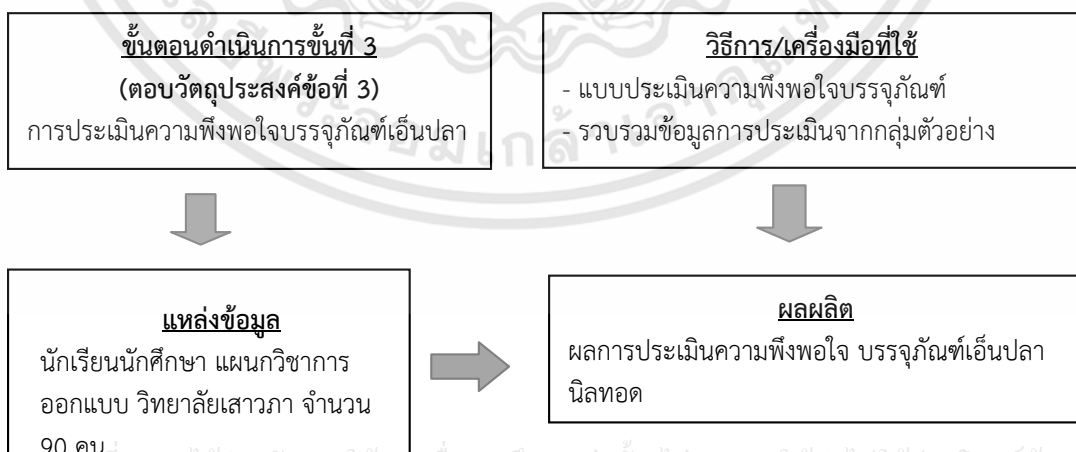 ขั้นตอนดำเนินการขั้นที่ 3
(ตอบวัตถุประสงค์ข้อที่ 3)
การประเมินความพึงพอใจบรรจุภัณฑ์เอ็นปลา
วิธีการ/เครื่องมือที่ใช้
- แบบประเมินความพึงพอใจบรรจุภัณฑ์
- รวบรวมข้อมูลการประเมินจากกลุ่มตัวอย่าง
แหล่งข้อมูล
นักเรียนนักศึกษา แผนกวิชาการ
ออกแบบ วิทยาลัยเสาวภา จำนวน
90 คน
ผลผลิต
ผลการประเมินความพึงพอใจ บรรจุภัณฑ์เอ็นปลา
นิลทอด